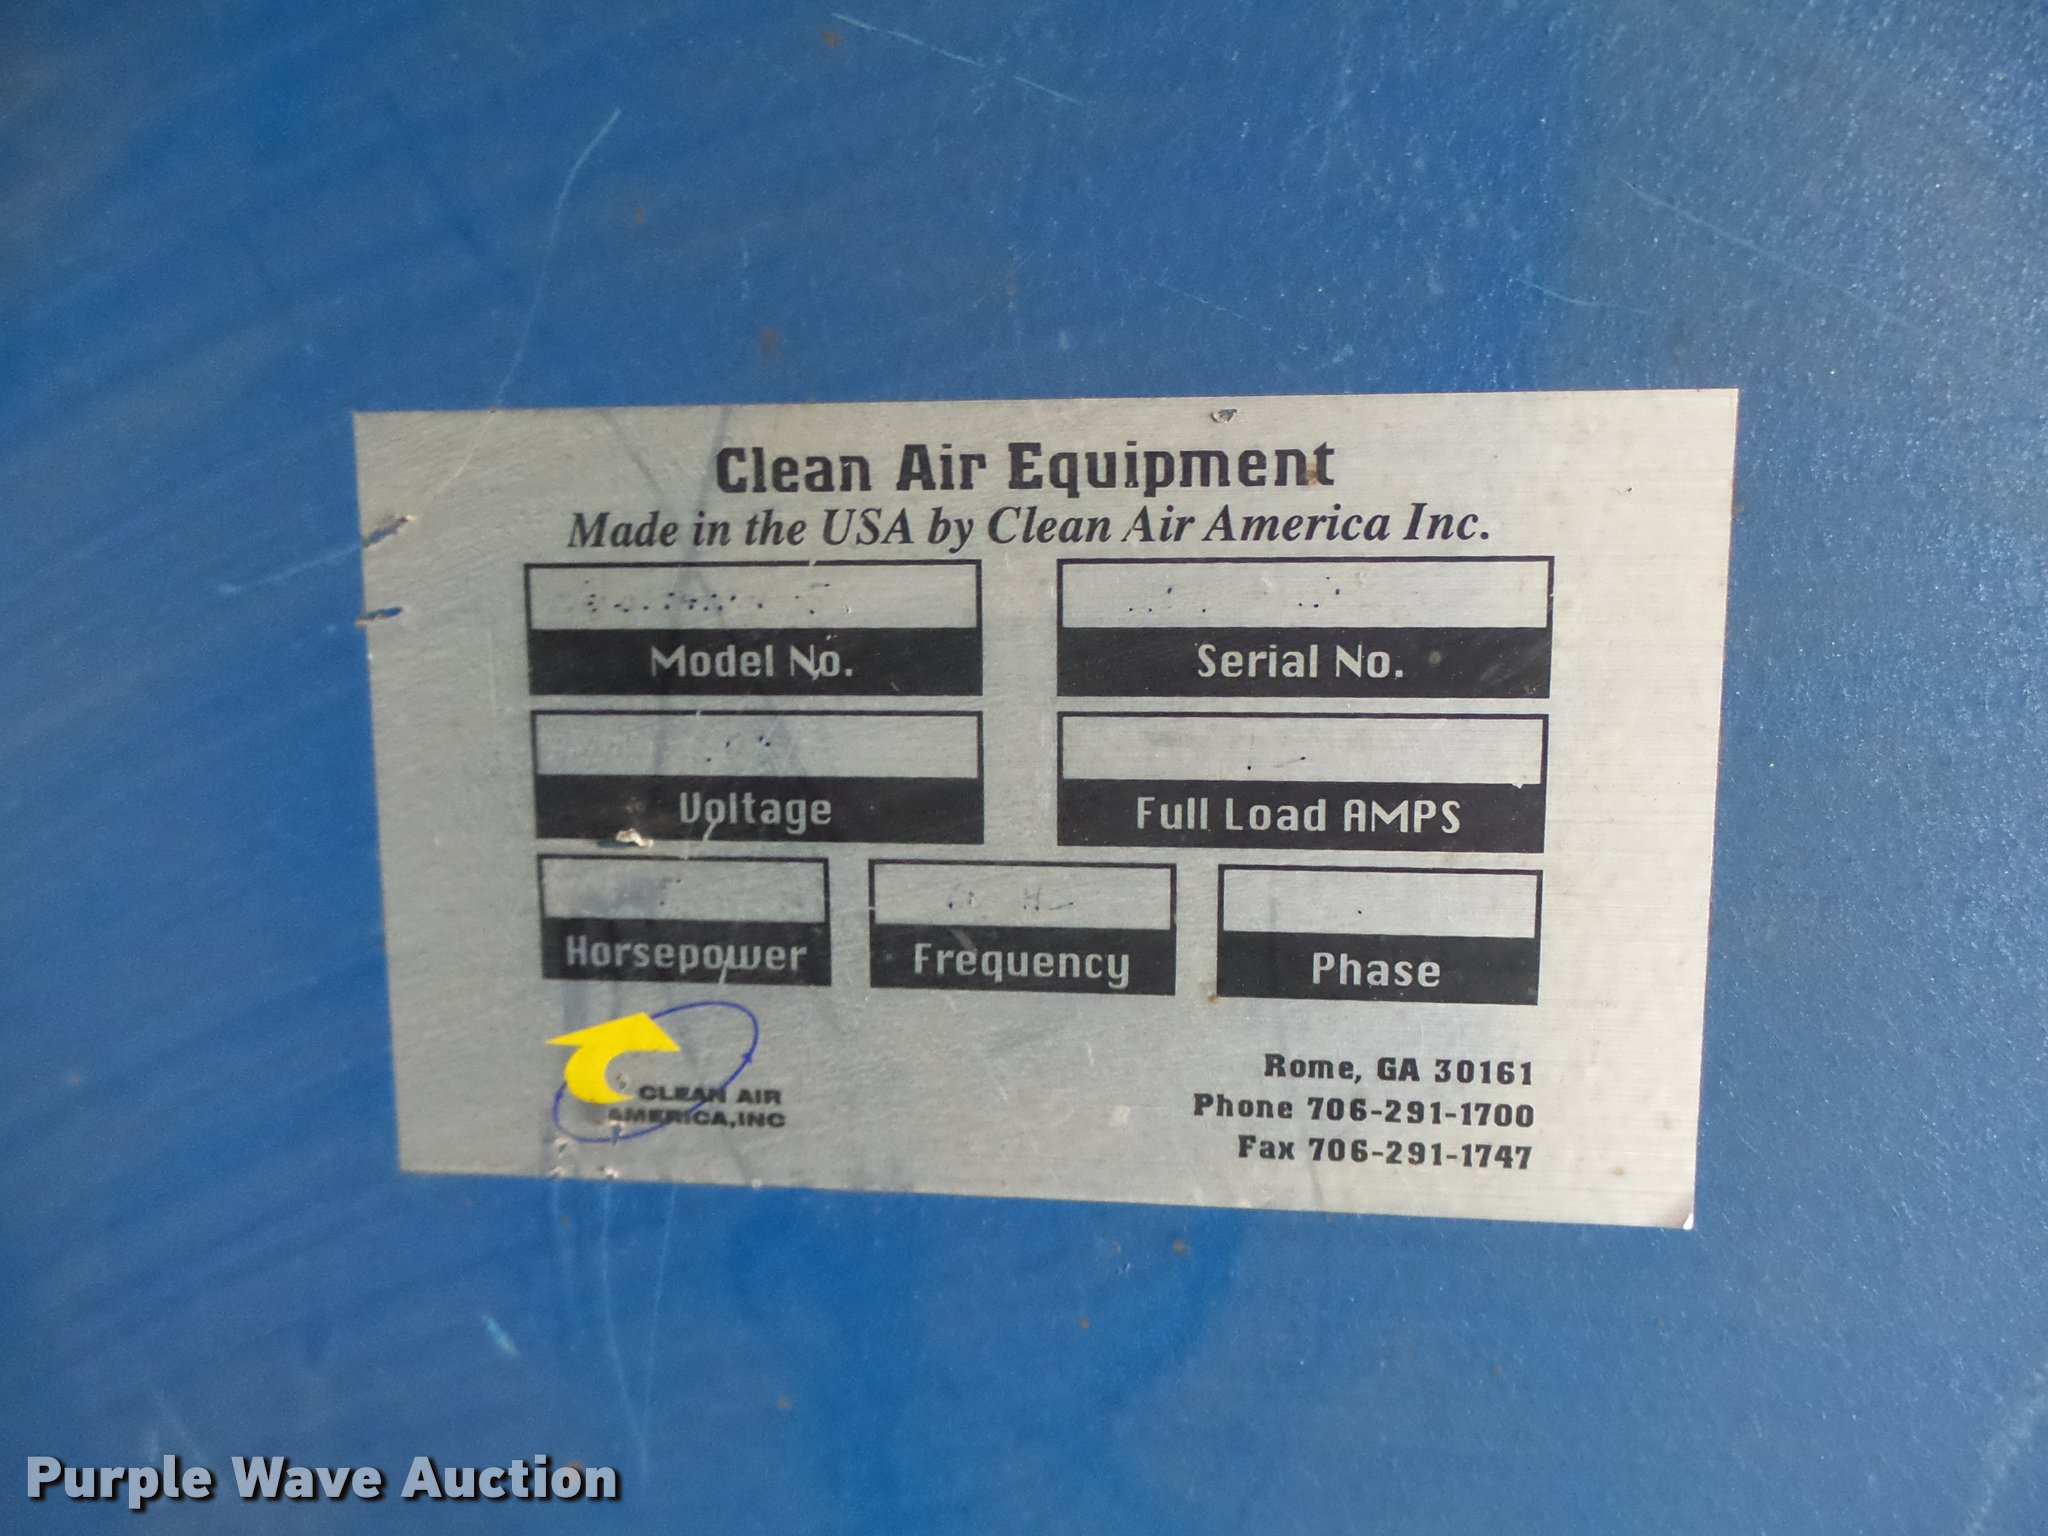 Clean Air Equipment
Made in the USA by Clean Air America Inc.
Model No.
Serial No.
Voltage
Full Load AMPS
Horsepower
Frequency
Phase
CLEAN AIR
AMERICA, INC
Rome, GA 30161
Phone 706-291-1700
Fax 706-291-1747
Purple Wave Auction